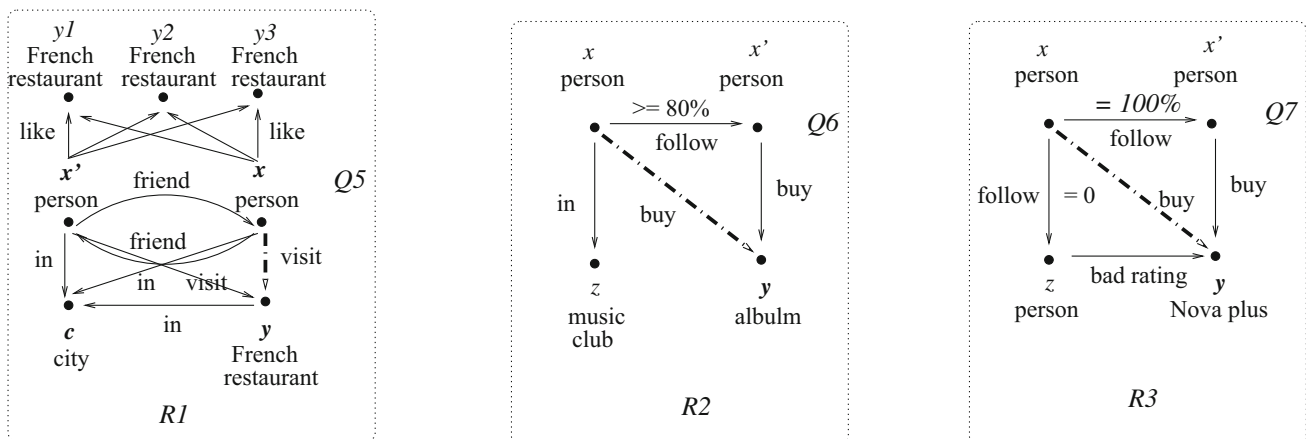 y1 y2 y3
French French French
restaurant restaurant restaurant
like like
x’ x
Q5
person friend person
friend
in visit
in visit
in
c y
city French
restaurant
R1
x x’
person person
>= 80%
Q6
follow
in buy buy
z y
music albulm
club
R2
x x’
person person
= 100%
Q7
follow
follow = 0 buy buy
bad rating
z y
person Nova plus
R3